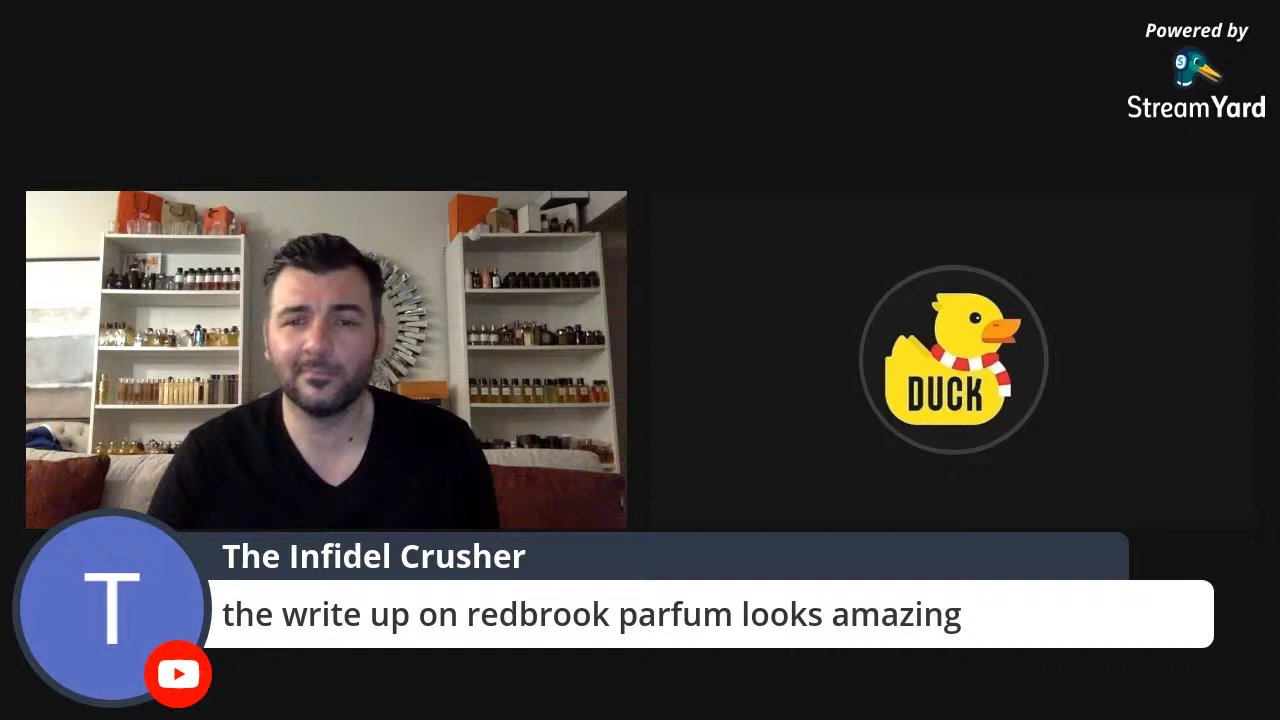 Powered by
StreamYard
DUCK
The Infidel Crusher
T
the write up on redbrook parfum looks amazing